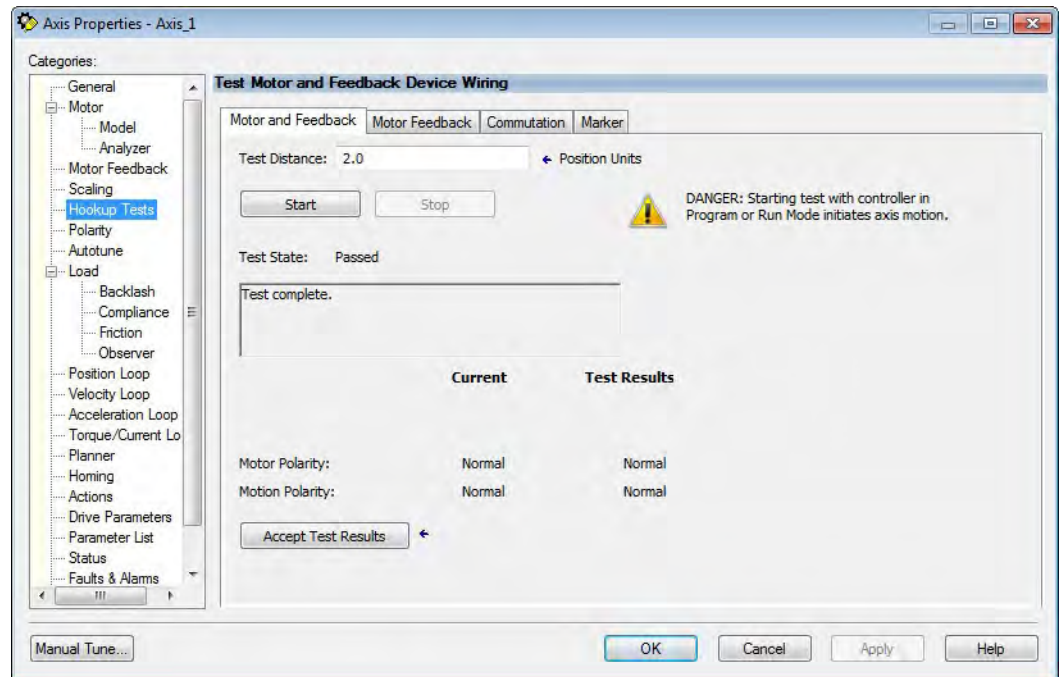 Axis Properties - Axis_1
Categories:
General
Motor
Model
Analyzer
Motor Feedback
Scaling
Hookup Tests
Polarity
Autotune
Load
Backlash
Compliance
Friction
Observer
Position Loop
Velocity Loop
Acceleration Loop
Torque/Current Lo
Planner
Homing
Actions
Drive Parameters
Parameter List
Status
Faults & Alarms
Test Motor and Feedback Device Wiring
Motor and Feedback Motor Feedback Commutation Marker
Test Distance: 2.0 Position Units
Start Stop
DANGER: Starting test with controller in
Program or Run Mode initiates axis motion.
Test State: Passed
Test complete.
Current Test Results
Motor Polarity: Normal Normal
Motion Polarity: Normal Normal
Accept Test Results
Manual Tune... OK Cancel Apply Help